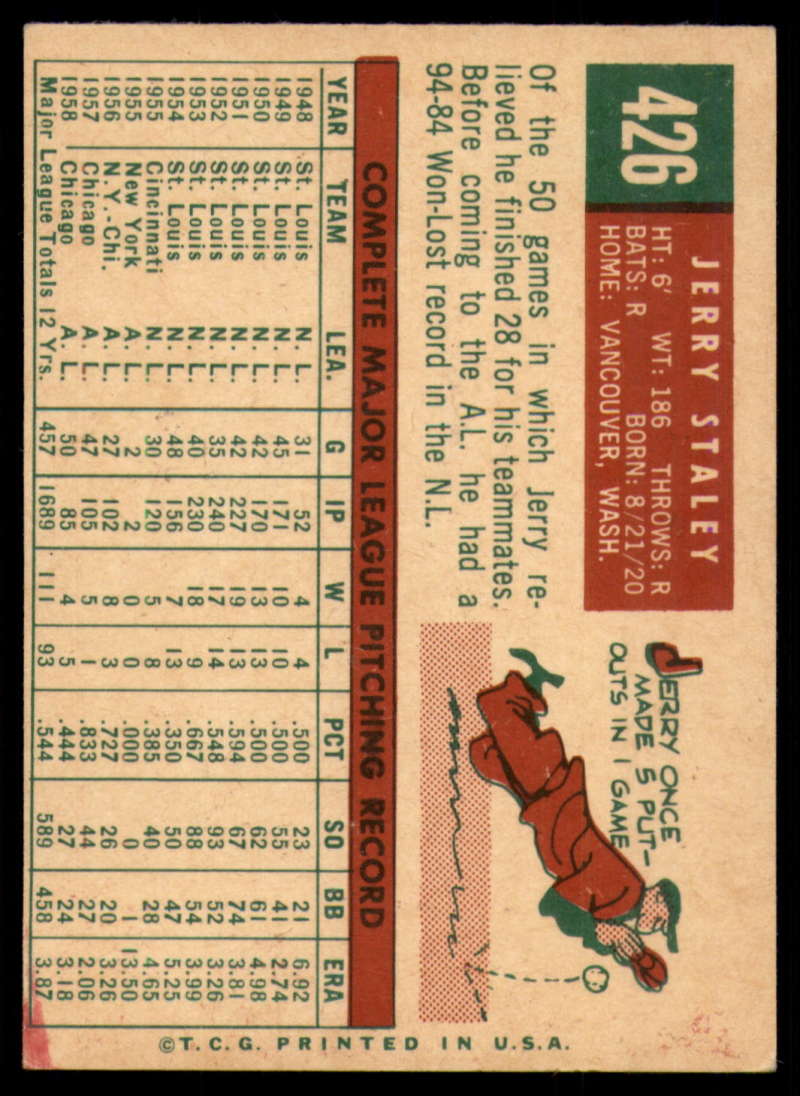 426
JERRY STALEY
HT: 6' WT: 186 THROWS: R
BATS: R BORN: 8/21/20
HOME: VANCOUVER, WASH.
Of the 50 games in which Jerry re-
lieved he finished 28 for his teammates.
Before coming to the A.L. he had a
94-84 Won-Lost record in the N.L.
JERRY ONCE
MADE 5 PUT-
OUTS IN 1 GAME
COMPLETE MAJOR LEAGUE PITCHING RECORD
YEAR TEAM LEA. G IP W L PCT SO BB ERA
1948 St. Louis N. L. 31 52 4 4 .500 23 21 6.92
1949 St. Louis N. L. 45 171 10 10 .500 55 41 2.74
1950 St. Louis N. L. 42 170 13 13 .500 62 61 4.98
1951 St. Louis N. L. 42 227 19 13 .594 67 74 3.81
1952 St. Louis N. L. 35 240 17 14 .548 93 52 3.26
1953 St. Louis N. L. 40 230 18 9 .667 88 54 3.99
1954 St. Louis N. L. 48 156 7 13 .350 50 47 5.25
1955 Cincinnati N. L. 30 120 5 8 .385 40 28 4.65
1955 New York A. L. 2 2 0 0 .000 0 1 13.50
1956 N.Y.-Chi. A. L. 27 102 8 3 .727 26 20 3.26
1957 Chicago A. L. 47 105 5 1 .833 44 27 2.06
1958 Chicago A. L. 50 85 4 5 .444 27 24 3.18
Major League Totals 12 Yrs. 457 1689 111 93 .544 589 458 3.87
©T.C.G. PRINTED IN U.S.A.